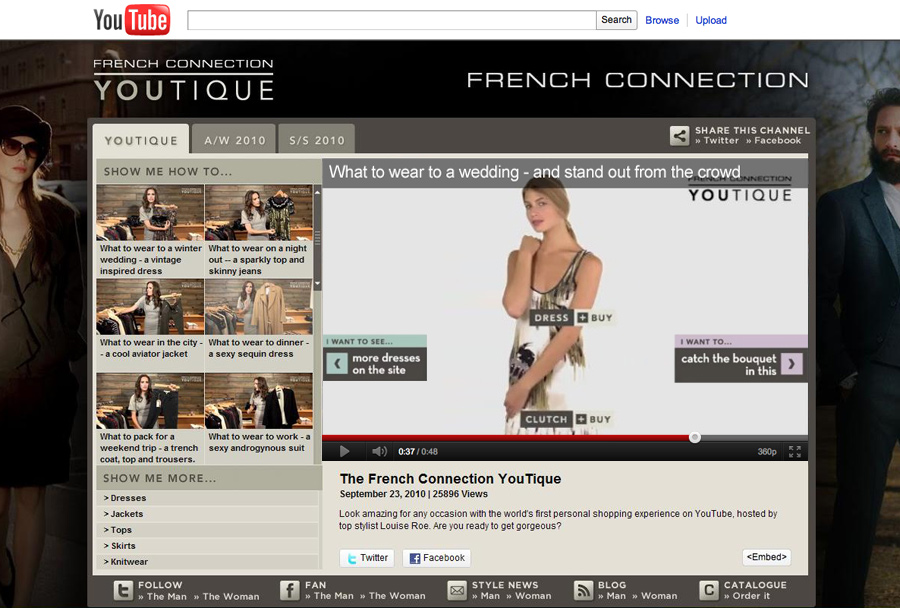 YouTube
Search
Browse
Upload
FRENCH CONNECTION
YOUTIQUE
FRENCH CONNECTION
YOUTIQUE
A/W 2010
S/S 2010
SHARE THIS CHANNEL
» Twitter » Facebook
SHOW ME HOW TO...
What to wear to a winter
wedding - a vintage
inspired dress
What to wear on a night
out -- a sparkly top and
skinny jeans
What to wear in the city -
- a cool aviator jacket
What to wear to dinner -
a sexy sequin dress
What to pack for a
weekend trip - a trench
coat, top and trousers.
What to wear to work - a
sexy androgynous suit
SHOW ME MORE...
> Dresses
> Jackets
> Tops
> Skirts
> Knitwear
What to wear to a wedding - and stand out from the crowd
FRENCH CONNECTION
YOUTIQUE
DRESS + BUY
I WANT TO SEE...
more dresses
on the site
I WANT TO...
catch the bouquet
in this
CLUTCH + BUY
0:37 / 0:48
360p
The French Connection YouTique
September 23, 2010 | 25896 Views
Look amazing for any occasion with the world's first personal shopping experience on YouTube, hosted by
top stylist Louise Roe. Are you ready to get gorgeous?
Twitter
Facebook
<Embed>
FOLLOW
» The Man » The Woman
FAN
» The Man » The Woman
STYLE NEWS
» Man » Woman
BLOG
» Man » Woman
CATALOGUE
» Order it